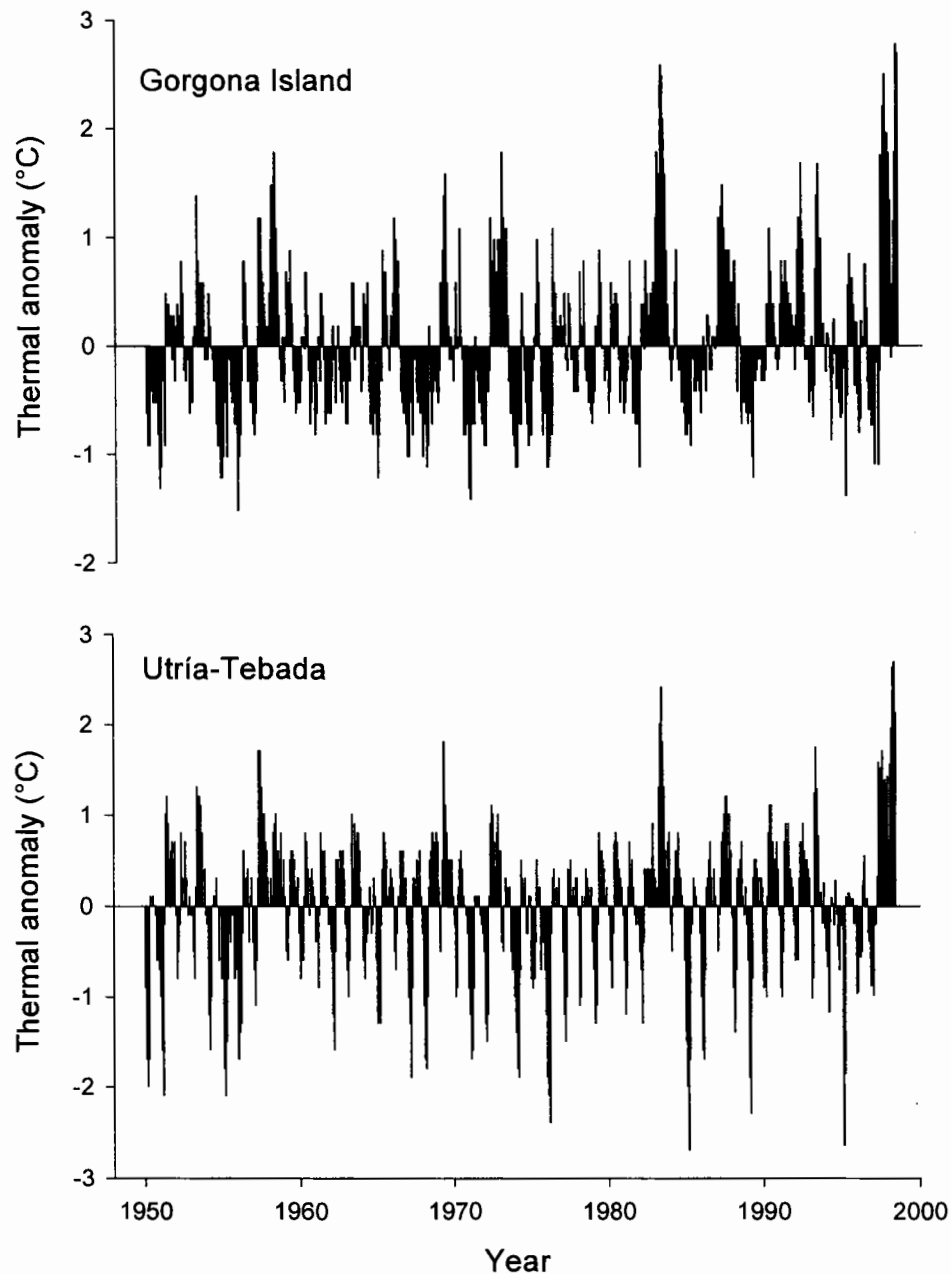 Gorgona Island
Thermal anomaly (°C)
3
2
1
0
-1
-2
Utría-Tebada
Thermal anomaly (°C)
3
2
1
0
-1
-2
-3
1950 1960 1970 1980 1990 2000
Year